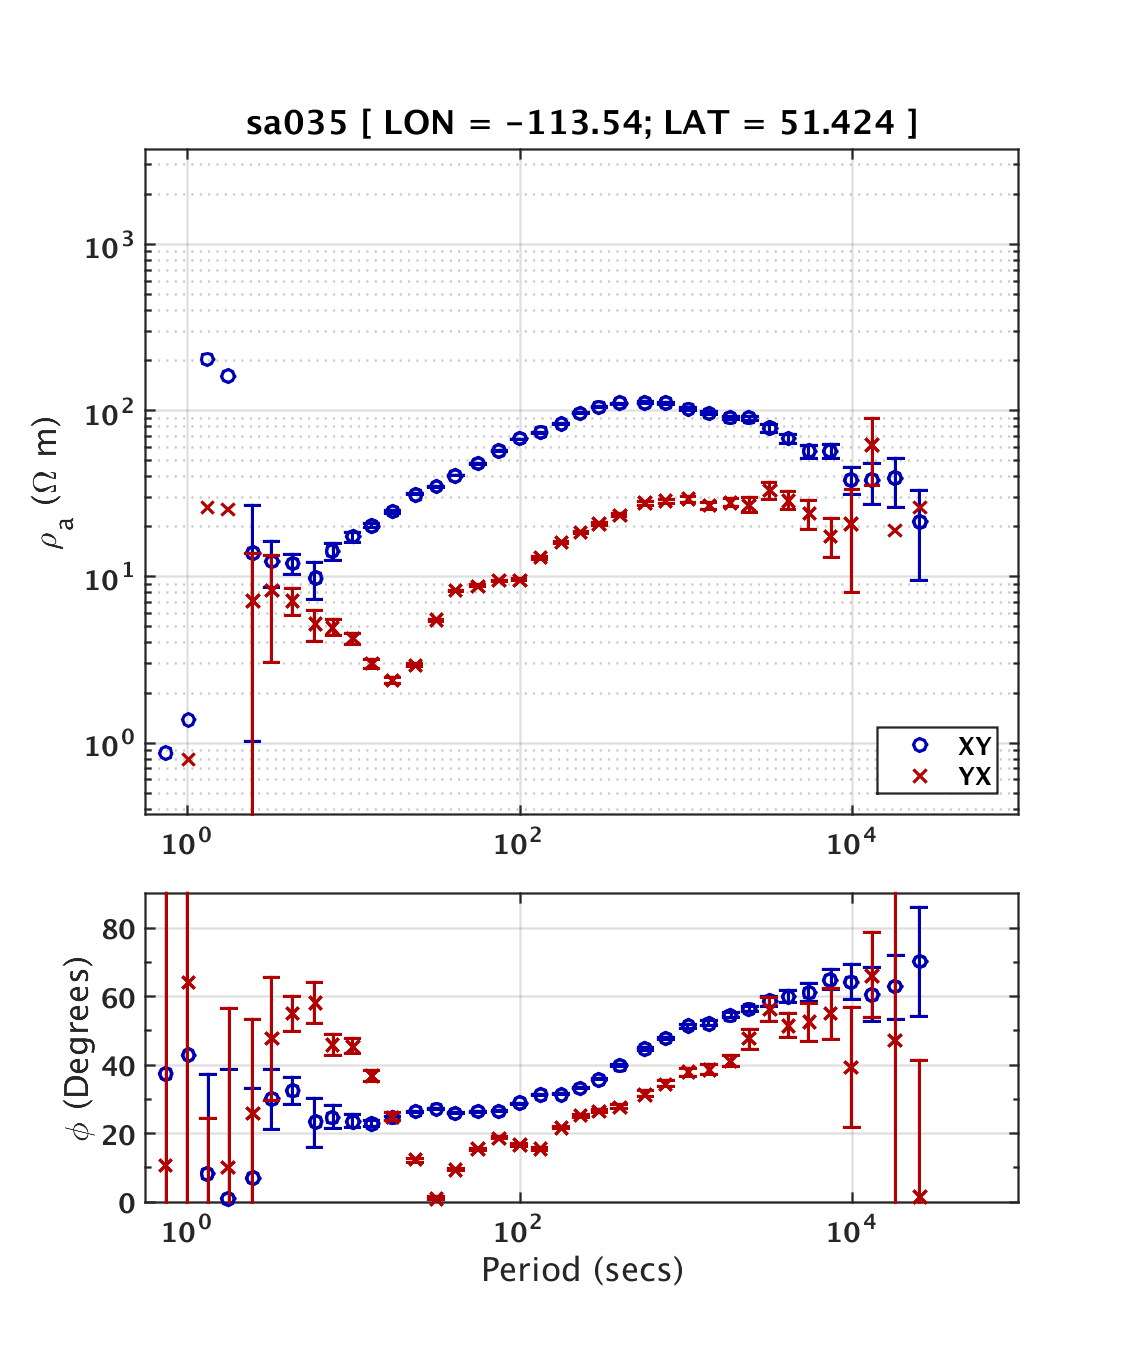 sa035 [ LON = −113.54; LAT = 51.424 ]
ρₐ (Ω m)
10³
10²
10¹
10⁰
XY
YX
10⁰ 10² 10⁴
ϕ (Degrees)
80
60
40
20
0
10⁰ 10² 10⁴
Period (secs)